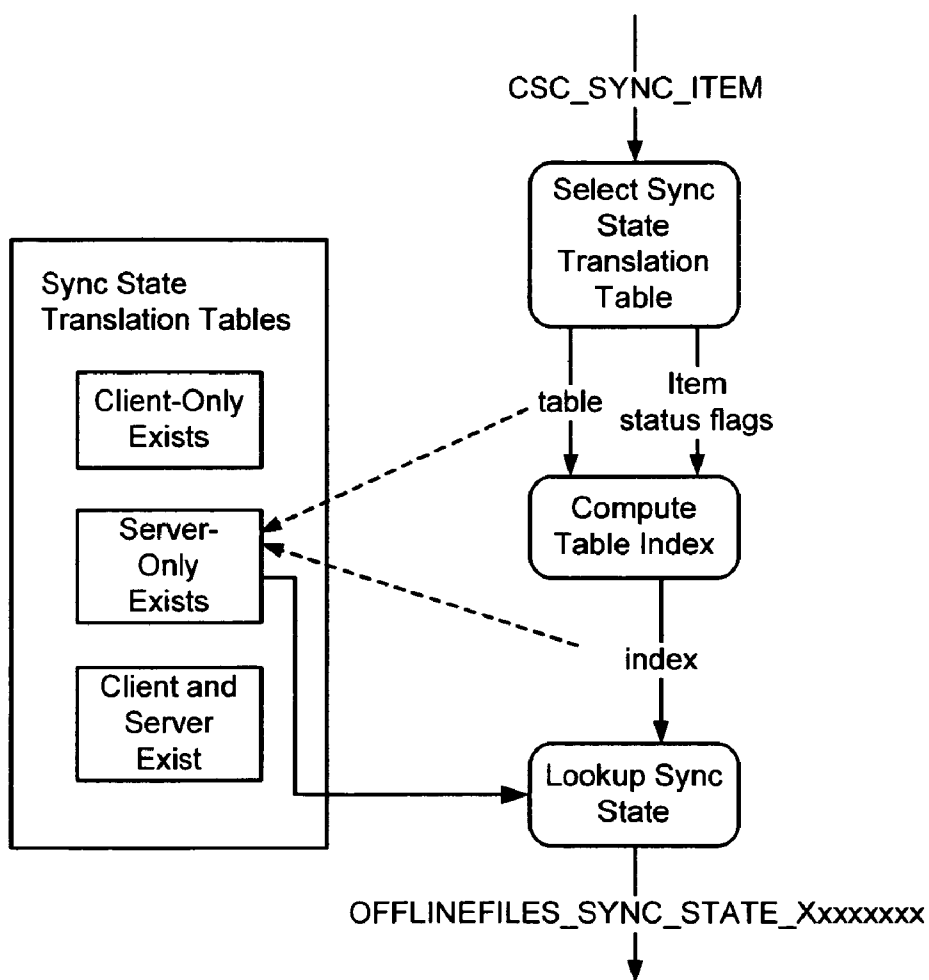 CSC_SYNC_ITEM
Select Sync
State
Translation
Table
Sync State
Translation Tables
Client-Only
Exists
table
Item
status flags
Server-
Only
Exists
Compute
Table Index
index
Client and
Server
Exist
Lookup Sync
State
OFFLINEFILES_SYNC_STATE_Xxxxxxxx